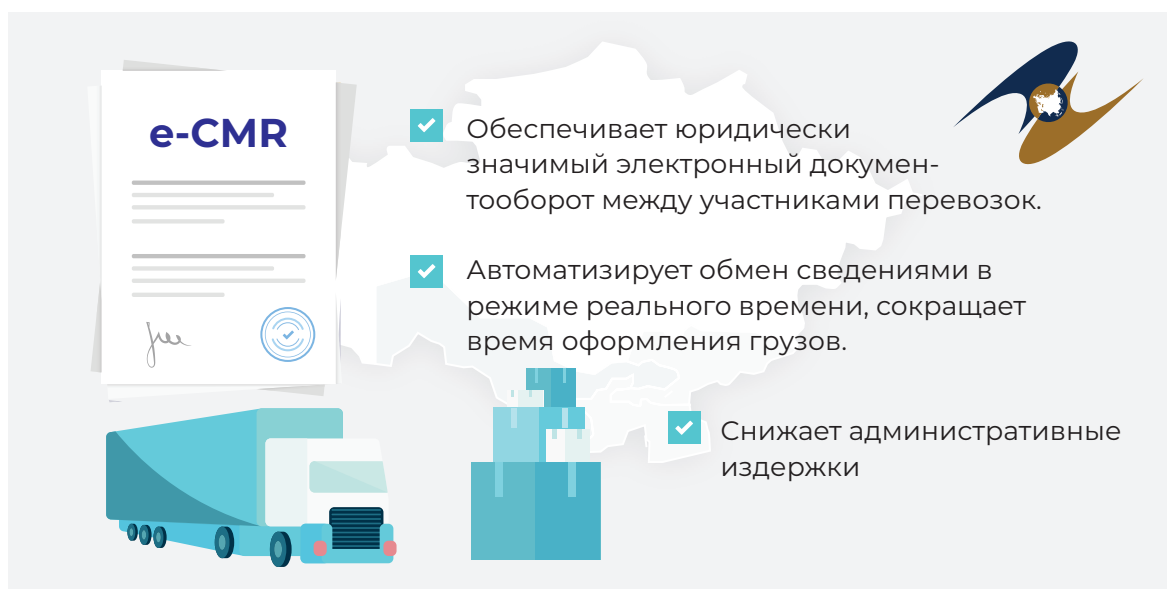 e-CMR
Обеспечивает юридически
значимый электронный докумен-
тооборот между участниками перевозок.
Автоматизирует обмен сведениями в
режиме реального времени, сокращает
время оформления грузов.
Снижает административные
издержки